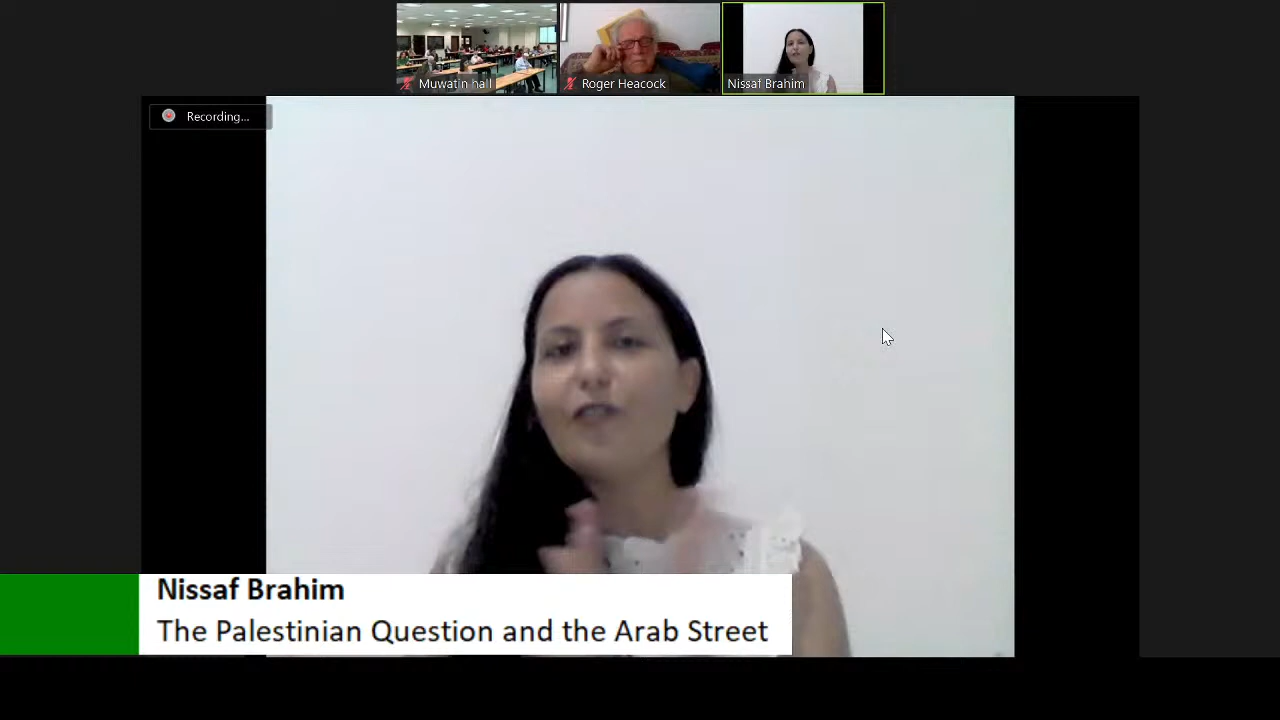 Muwatin hall
Roger Heacock
Nissaf Brahim
Recording...
Nissaf Brahim
The Palestinian Question and the Arab Street